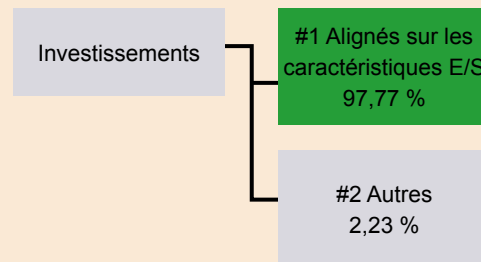 Investissements
#1 Alignés sur les
caractéristiques E/S
97,77 %
#2 Autres
2,23 %